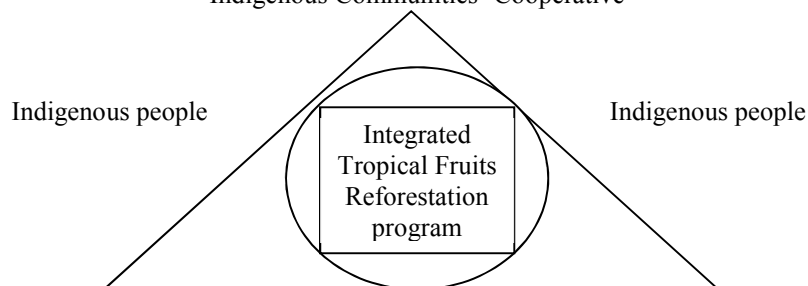 Indigenous Communities' Cooperative
Indigenous people
Indigenous people
Integrated
Tropical Fruits
Reforestation
program